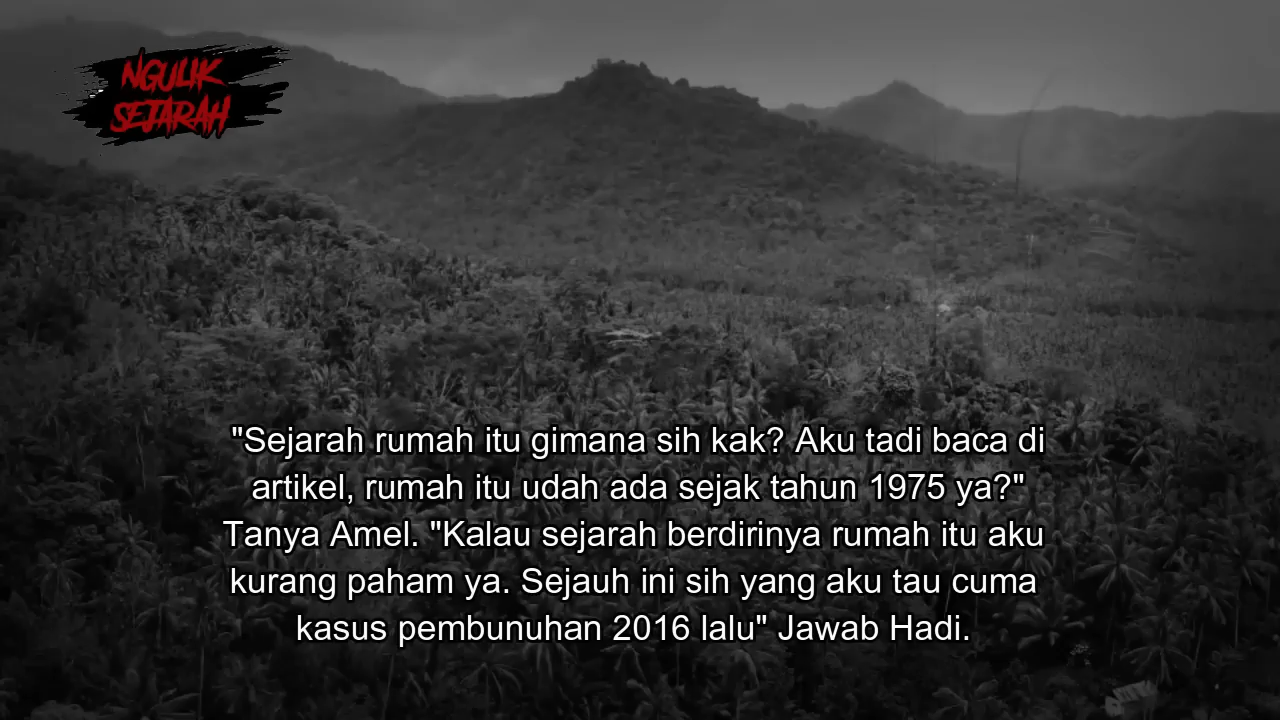 NGULIK
SEJARAH
"Sejarah rumah itu gimana sih kak? Aku tadi baca di
artikel, rumah itu udah ada sejak tahun 1975 ya?"
Tanya Amel. "Kalau sejarah berdirinya rumah itu aku
kurang paham ya. Sejauh ini sih yang aku tau cuma
kasus pembunuhan 2016 lalu" Jawab Hadi.